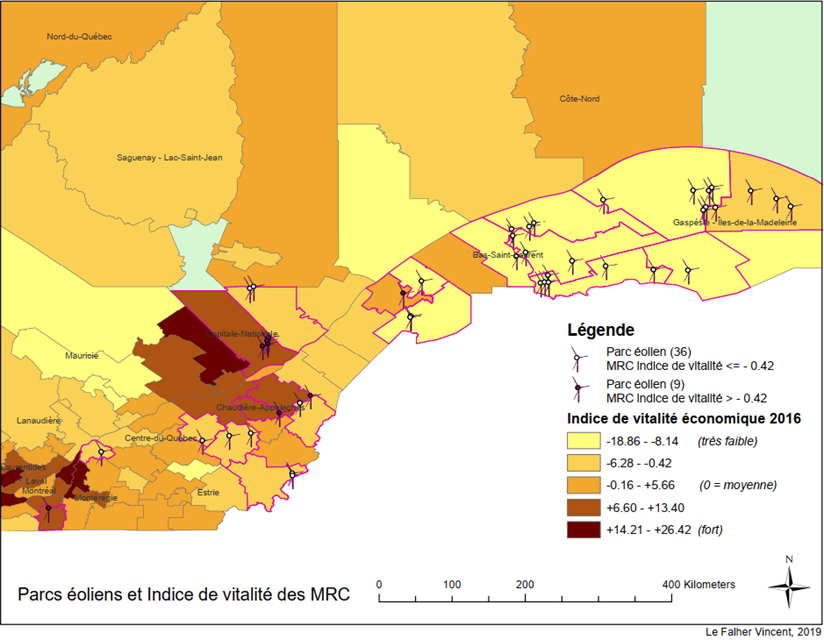 Nord-du-Québec
Côte-Nord
Saguenay - Lac-Saint-Jean
Gaspésie - Iles-de-la-Madeleine
Bas-Saint-Laurent
Capitale-Nationale
Mauricie
Chaudière-Appalaches
Lanaudière
Centre-du-Québec
Laurentides
Laval
Montréal
Montérégie
Estrie
Légende
Parc éolien (36)
MRC Indice de vitalité <= - 0.42
Parc éolien (9)
MRC Indice de vitalité > - 0.42
Indice de vitalité économique 2016
-18.86 - -8.14 (trés faible)
-6.28 - -0.42
-0.16 - +5.66 (0 = moyenne)
+6.60 - +13.40
+14.21 - +26.42 (fort)
N
0 100 200 400 Kilometers
Parcs éoliens et Indice de vitalité des MRC
Le Falher Vincent, 2019